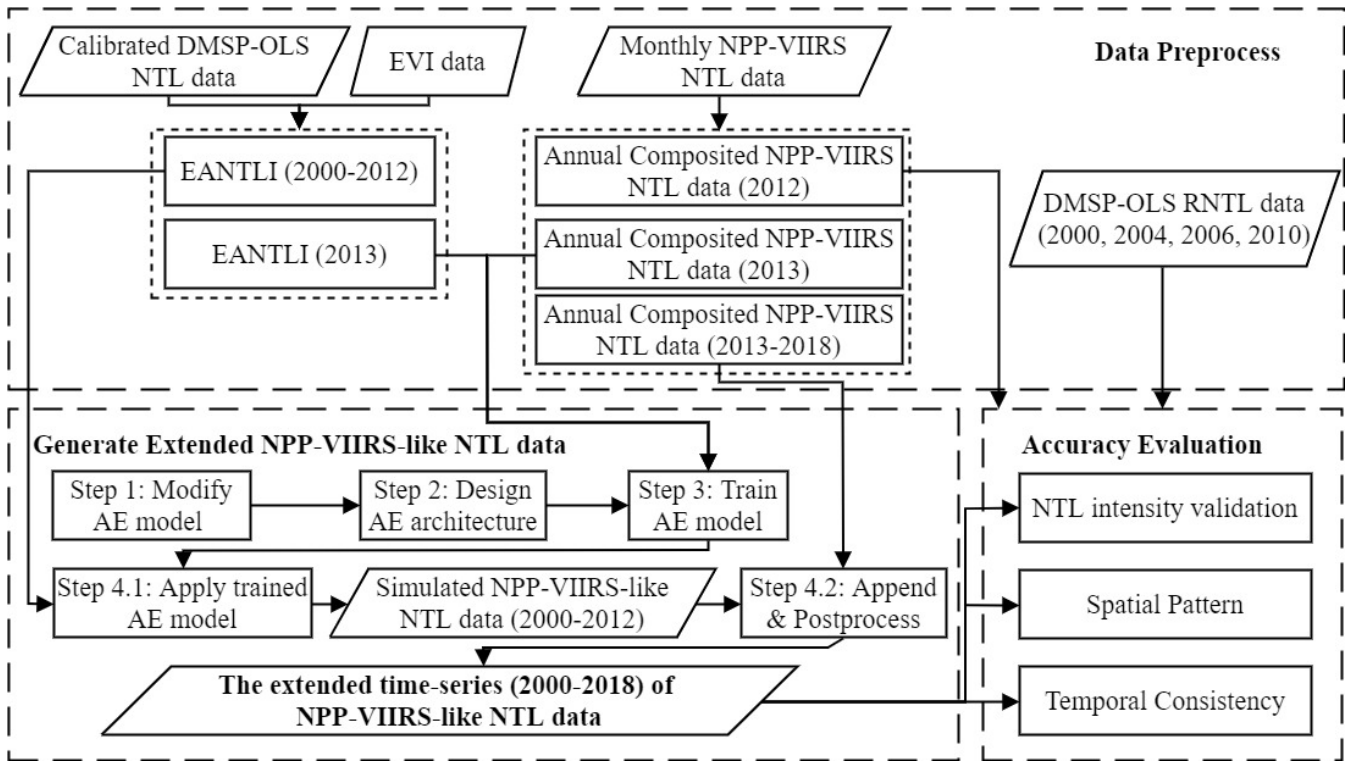 Calibrated DMSP-OLS
NTL data
EVI data
Monthly NPP-VIIRS
NTL data
Data Preprocess
EANTLI (2000-2012)
EANTLI (2013)
Annual Composited NPP-VIIRS
NTL data (2012)
Annual Composited NPP-VIIRS
NTL data (2013)
Annual Composited NPP-VIIRS
NTL data (2013-2018)
DMSP-OLS RNTL data
(2000, 2004, 2006, 2010)
Generate Extended NPP-VIIRS-like NTL data
Step 1: Modify
AE model
Step 2: Design
AE architecture
Step 3: Train
AE model
Step 4.1: Apply trained
AE model
Simulated NPP-VIIRS-like
NTL data (2000-2012)
Step 4.2: Append
& Postprocess
The extended time-series (2000-2018) of
NPP-VIIRS-like NTL data
Accuracy Evaluation
NTL intensity validation
Spatial Pattern
Temporal Consistency